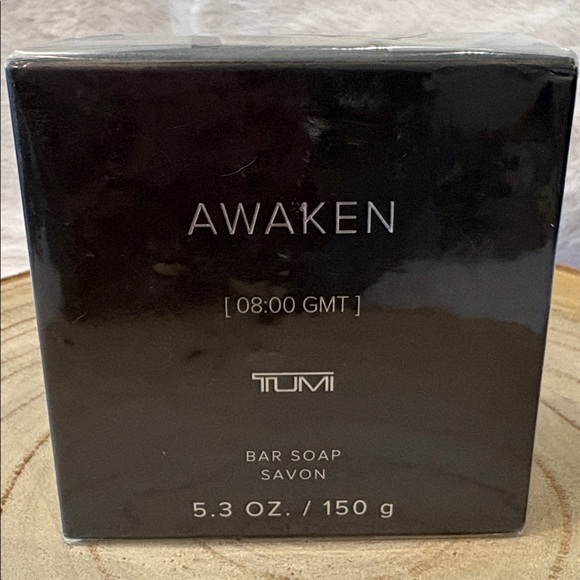 AWAKEN
[ 08:00 GMT ]
TUMI
BAR SOAP
SAVON
5.3 OZ. / 150 g